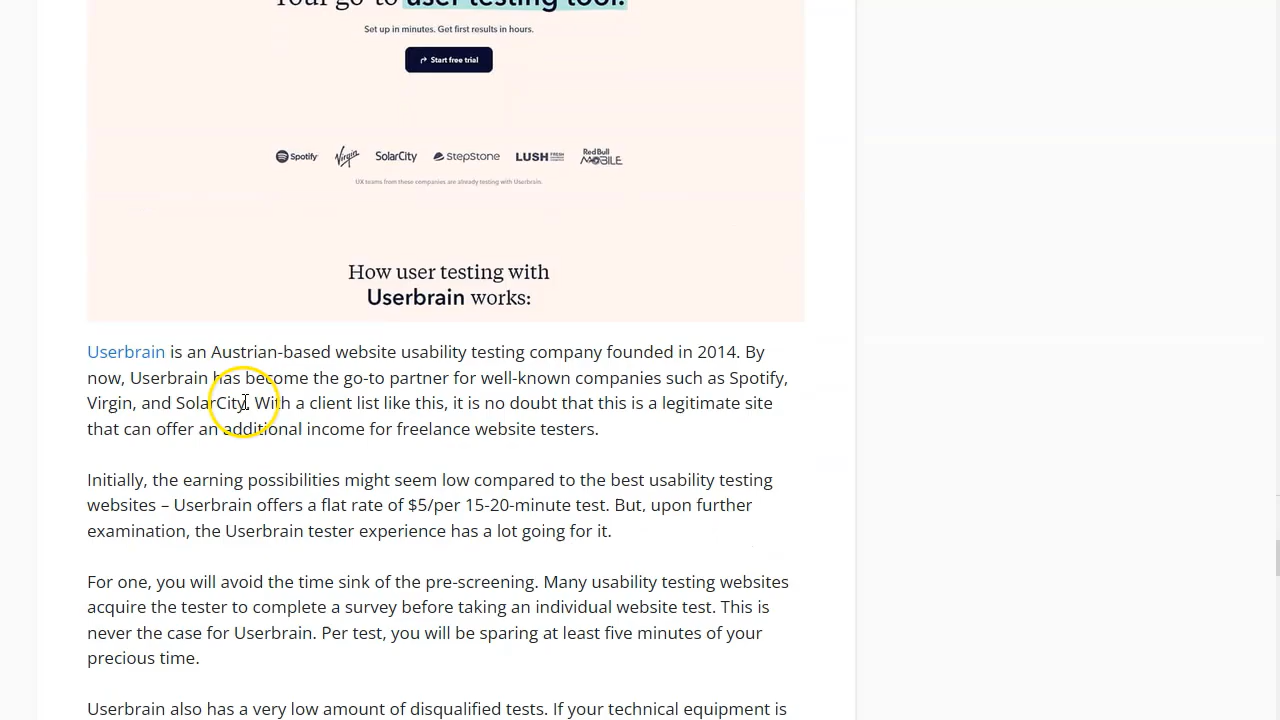 Your go-to user testing tool.
Set up in minutes. Get first results in hours.
Start free trial
Spotify Virgin SolarCity StepStone LUSH FRESH Red Bull MOBILE
UX teams from these companies are already testing with Userbrain.
How user testing with
Userbrain works:
Userbrain is an Austrian-based website usability testing company founded in 2014. By
now, Userbrain has become the go-to partner for well-known companies such as Spotify,
Virgin, and SolarCity. With a client list like this, it is no doubt that this is a legitimate site
that can offer an additional income for freelance website testers.
Initially, the earning possibilities might seem low compared to the best usability testing
websites – Userbrain offers a flat rate of $5/per 15-20-minute test. But, upon further
examination, the Userbrain tester experience has a lot going for it.
For one, you will avoid the time sink of the pre-screening. Many usability testing websites
acquire the tester to complete a survey before taking an individual website test. This is
never the case for Userbrain. Per test, you will be sparing at least five minutes of your
precious time.
Userbrain also has a very low amount of disqualified tests. If your technical equipment is